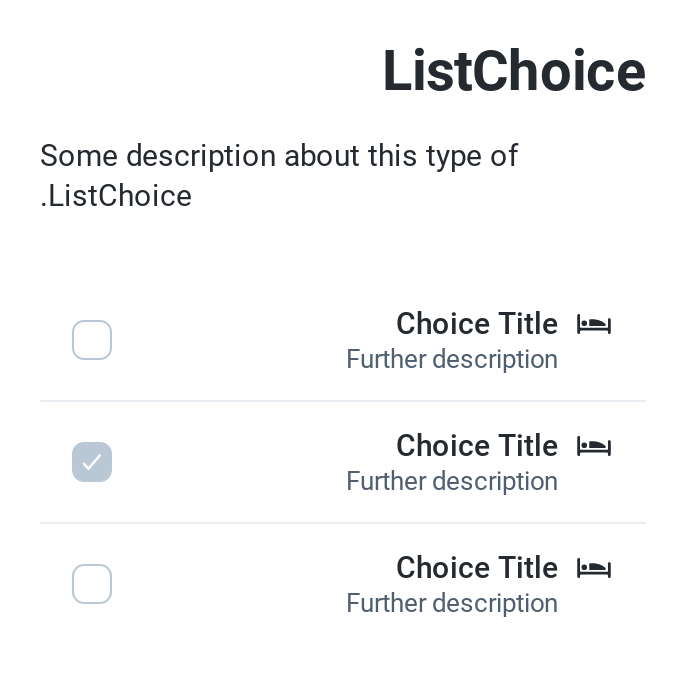 ListChoice
Some description about this type of
.ListChoice
Choice Title
Further description
Choice Title
Further description
Choice Title
Further description